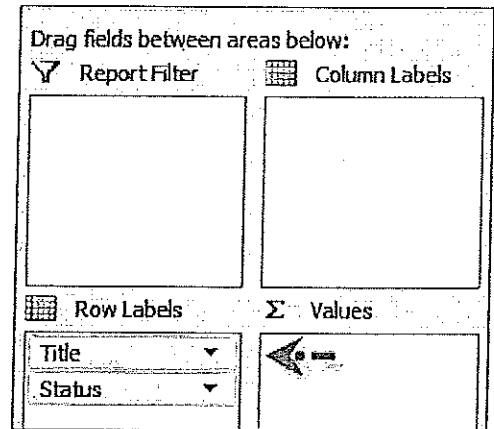 Drag fields between areas below:
Report Filter
Column Labels
Row Labels
Σ Values
Title
Status